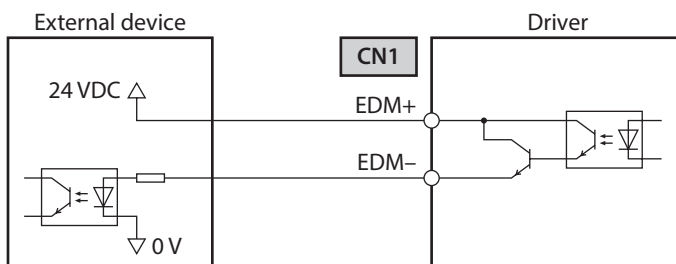 External device
Driver
CN1
24 VDC
EDM+
EDM−
0 V